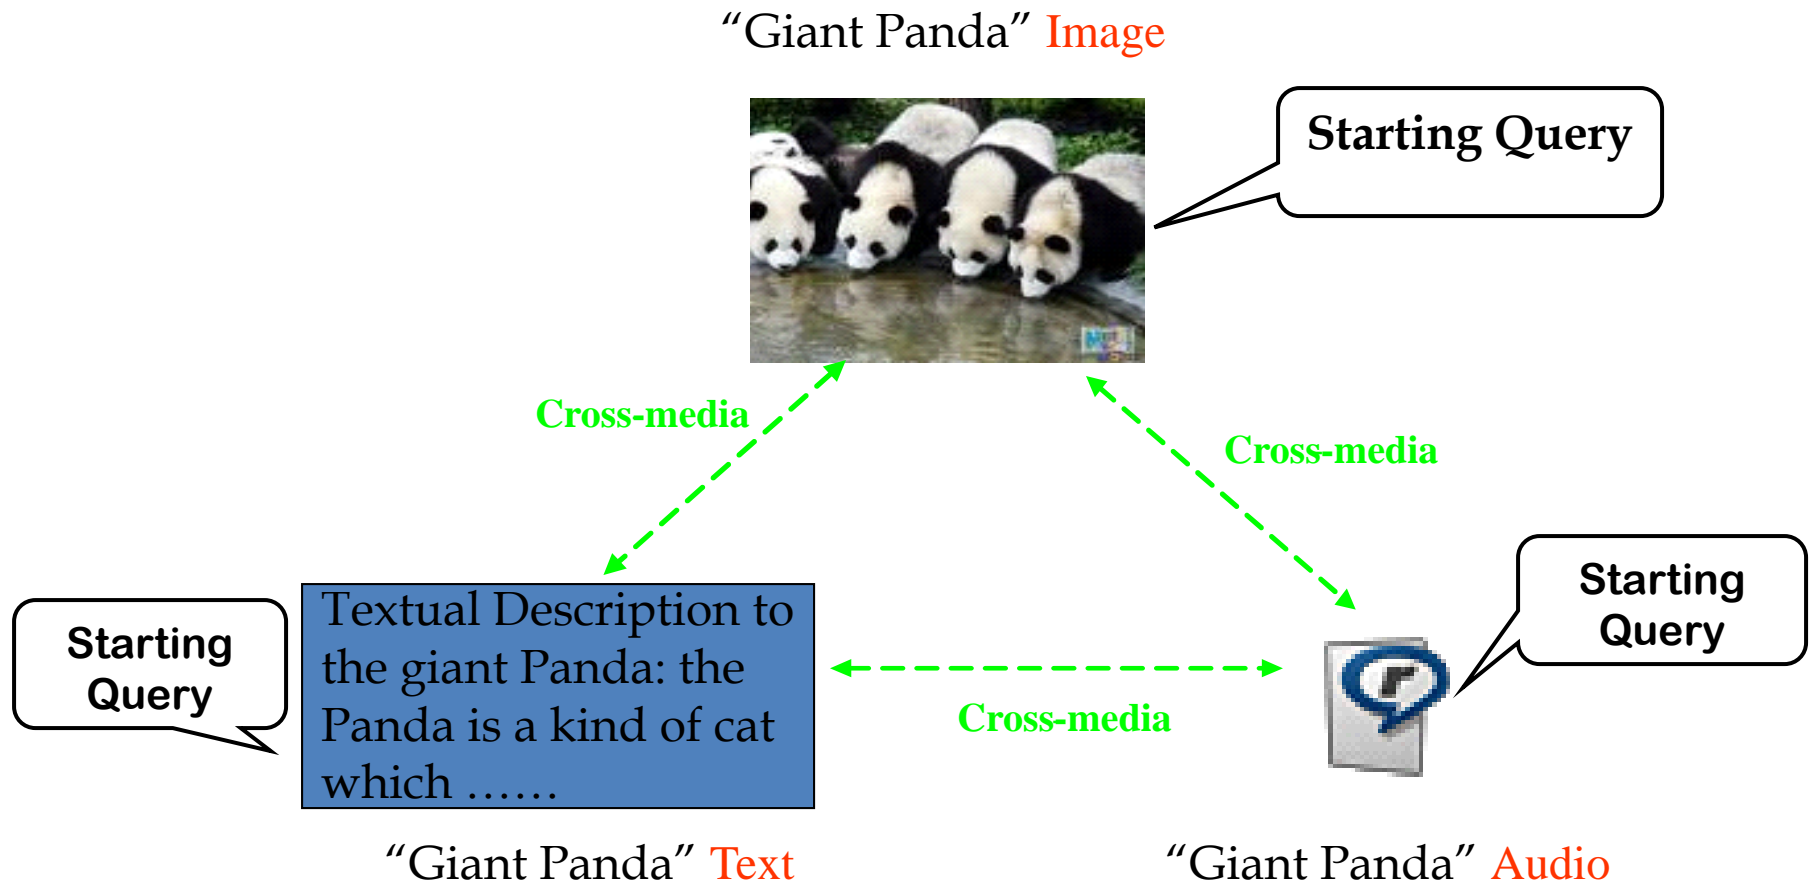 “Giant Panda” Image
Starting Query
Cross-media
Cross-media
Starting
Query
Textual Description to
the giant Panda: the
Panda is a kind of cat
which ……
Starting
Query
Cross-media
“Giant Panda” Text
“Giant Panda” Audio